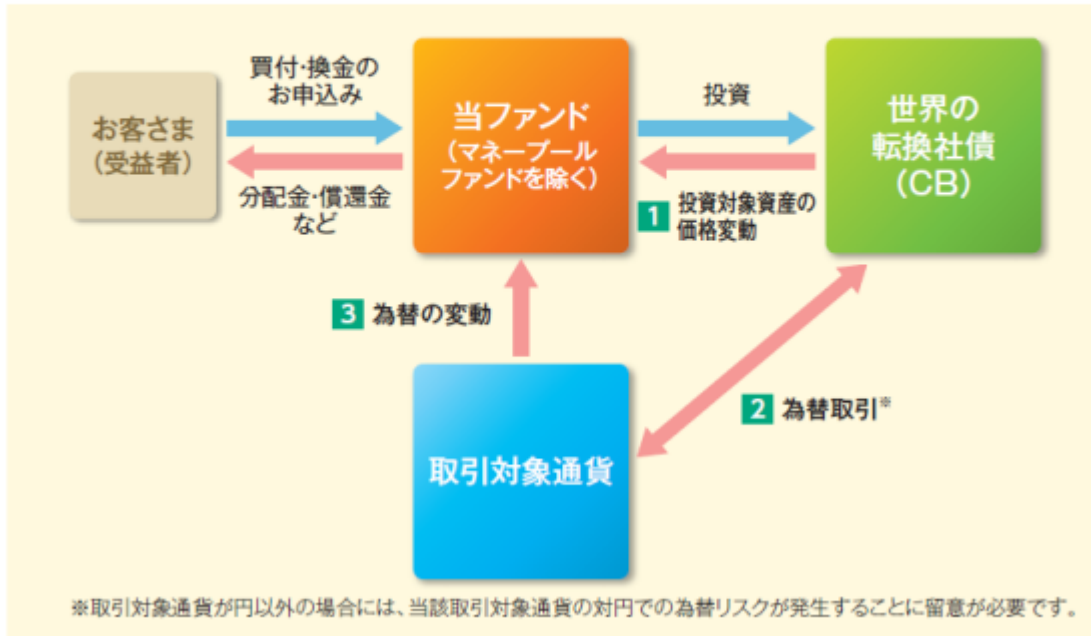 買付・換金の
お申込み
お客さま
(受益者)
分配金・償還金
など
当ファンド
(マネープール
ファンドを除く)
投資
1 投資対象資産の
価格変動
世界の
転換社債
(CB)
3 為替の変動
2 為替取引※
取引対象通貨
※取引対象通貨が円以外の場合には、当該取引対象通貨の対円での為替リスクが発生することに留意が必要です。